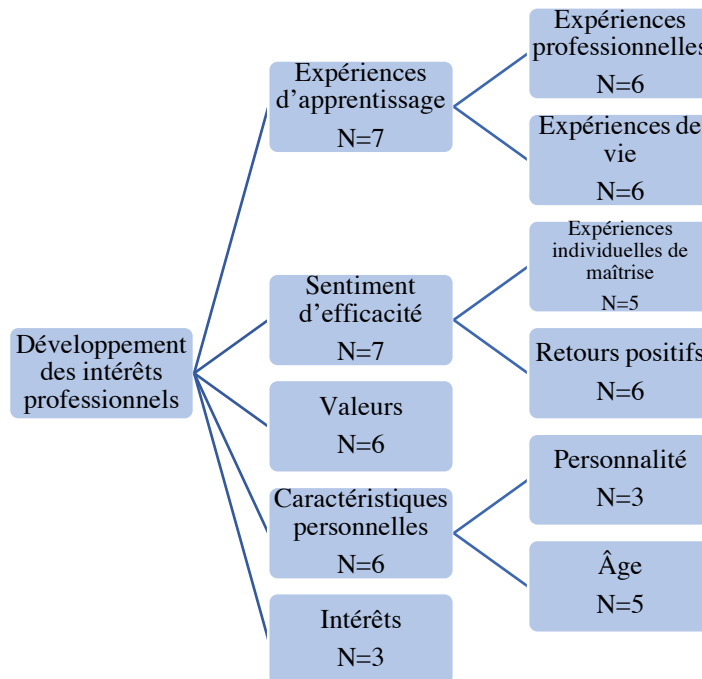 Développement
des intérêts
professionnels
Expériences
d’apprentissage
N=7
Expériences
professionnelles
N=6
Expériences de
vie
N=6
Sentiment
d’efficacité
N=7
Expériences
individuelles de
maîtrise
N=5
Retours positifs
N=6
Valeurs
N=6
Caractéristiques
personnelles
N=6
Personnalité
N=3
Âge
N=5
Intérêts
N=3